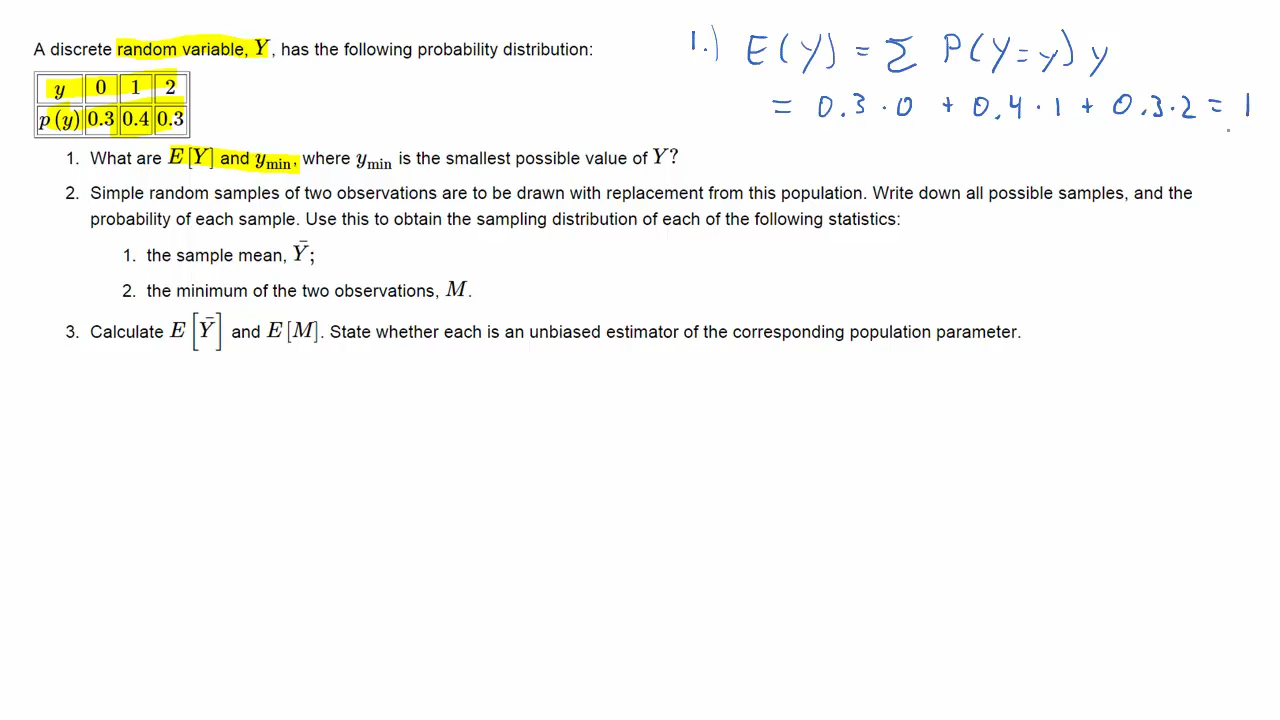 A discrete random variable, Y, has the following probability distribution:
y 0 1 2
p(y) 0.3 0.4 0.3
1. What are E[Y] and y_min, where y_min is the smallest possible value of Y?
2. Simple random samples of two observations are to be drawn with replacement from this population. Write down all possible samples, and the
probability of each sample. Use this to obtain the sampling distribution of each of the following statistics:
1. the sample mean, Ȳ;
2. the minimum of the two observations, M.
3. Calculate E[Ȳ] and E[M]. State whether each is an unbiased estimator of the corresponding population parameter.
1.) E(Y) = Σ P(Y=y) y
= 0.3 · 0 + 0.4 · 1 + 0.3 · 2 = 1